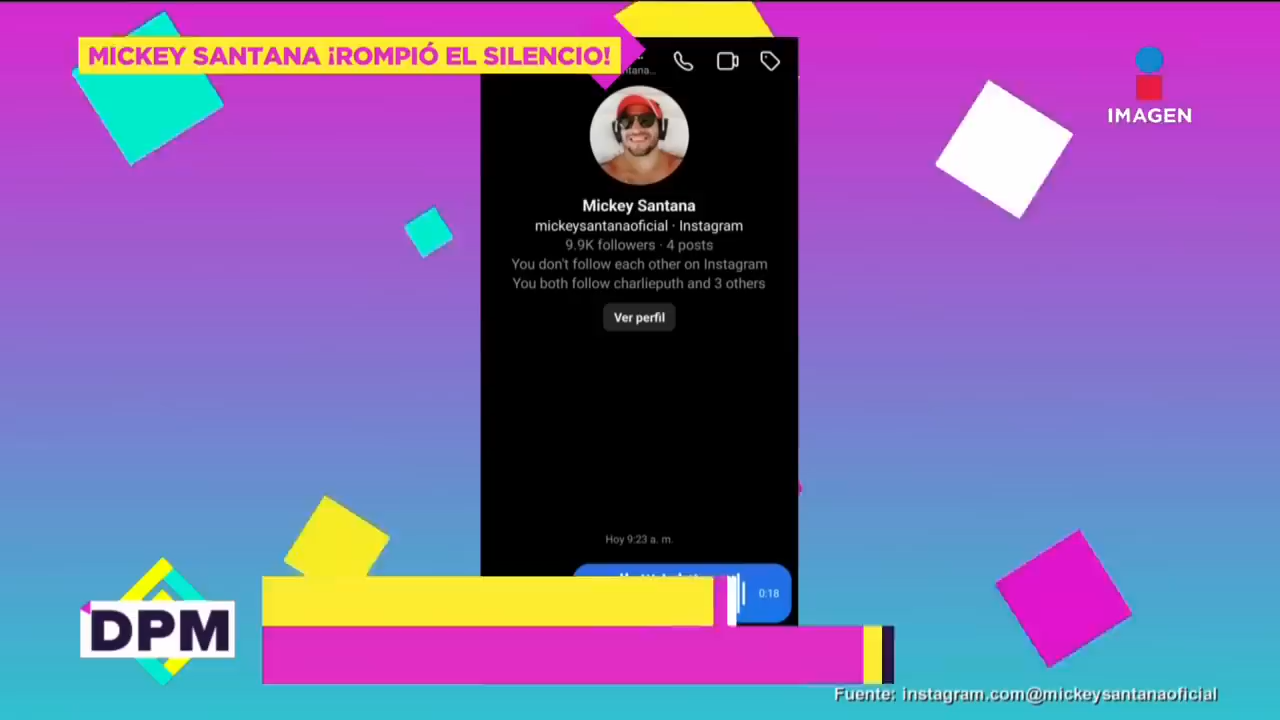 MICKEY SANTANA ¡ROMPIÓ EL SILENCIO!
IMAGEN
Mickey Santana
mickeysantanaoficial · Instagram
9.9K followers · 4 posts
You don't follow each other on Instagram
You both follow charlieputh and 3 others
Ver perfil
Hoy 9:23 a. m.
0:18
DPM
Fuente: instagram.com@mickeysantanaoficial